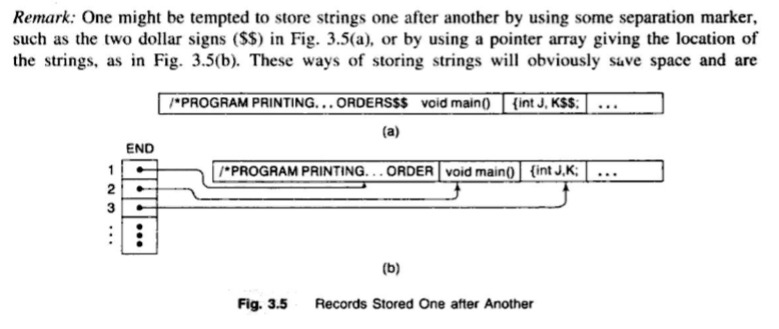 Remark: One might be tempted to store strings one after another by using some separation marker,
such as the two dollar signs ($$) in Fig. 3.5(a), or by using a pointer array giving the location of
the strings, as in Fig. 3.5(b). These ways of storing strings will obviously save space and are
/*PROGRAM PRINTING... ORDERS$$ void main() {int J, K$$; ...
(a)
END
1 /*PROGRAM PRINTING... ORDER void main() {int J,K; ...
2
3
(b)
Fig. 3.5 Records Stored One after Another